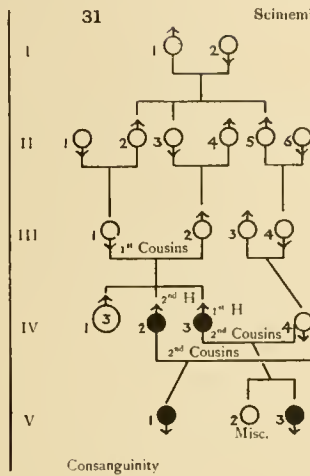 31 Scinemi
I 1 2
II 1 2 3 4 5 6
III 1 2 3 4
1st Cousins
2nd H
1st H
IV 1 3 2 3 2nd Cousins 4
2nd Cousins
V 1 2 3
Misc.
Consanguinity